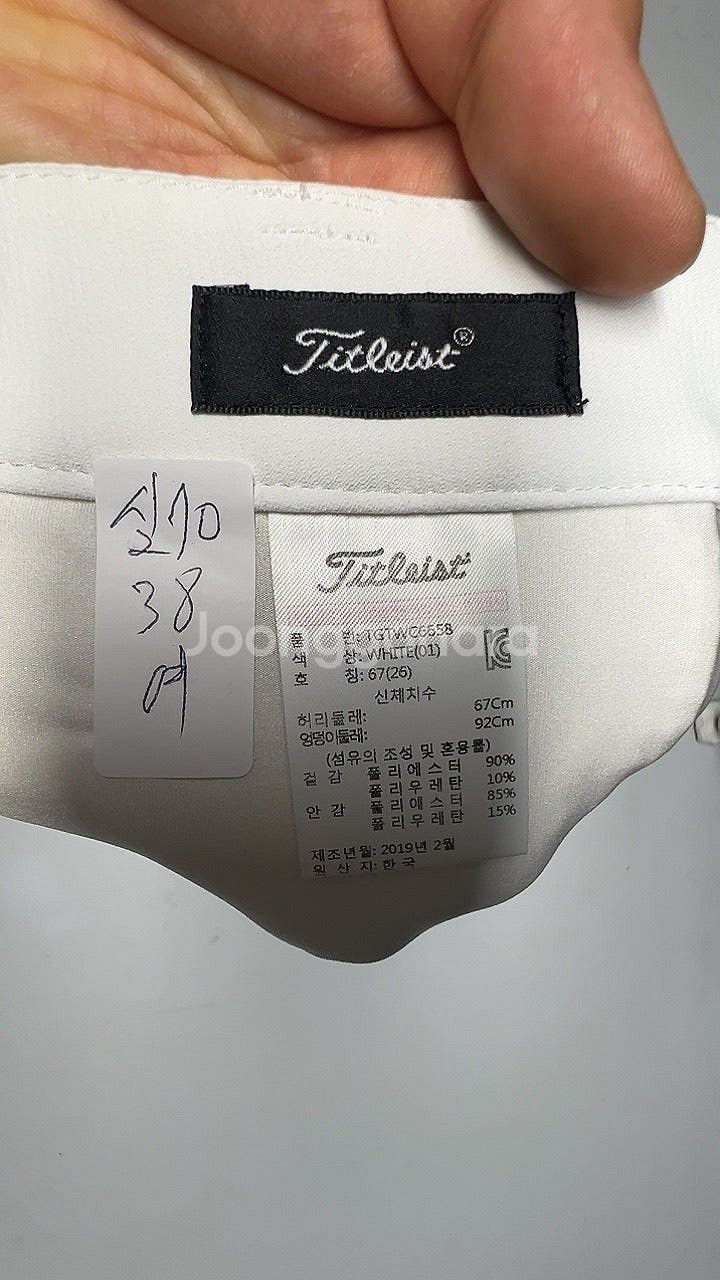 Titleist®
실70
38
여
Titleist
품 번: TGTWC6658
색 상: WHITE(01)
호 칭: 67(26)
신체치수
허리둘레: 67Cm
엉덩이둘레: 92Cm
(섬유의 조성 및 혼용률)
겉 감 폴리에스터 90%
폴리우레탄 10%
안 감 폴리에스터 85%
폴리우레탄 15%
제조년월: 2019년 2월
원 산 지: 한 국
Joonggonara